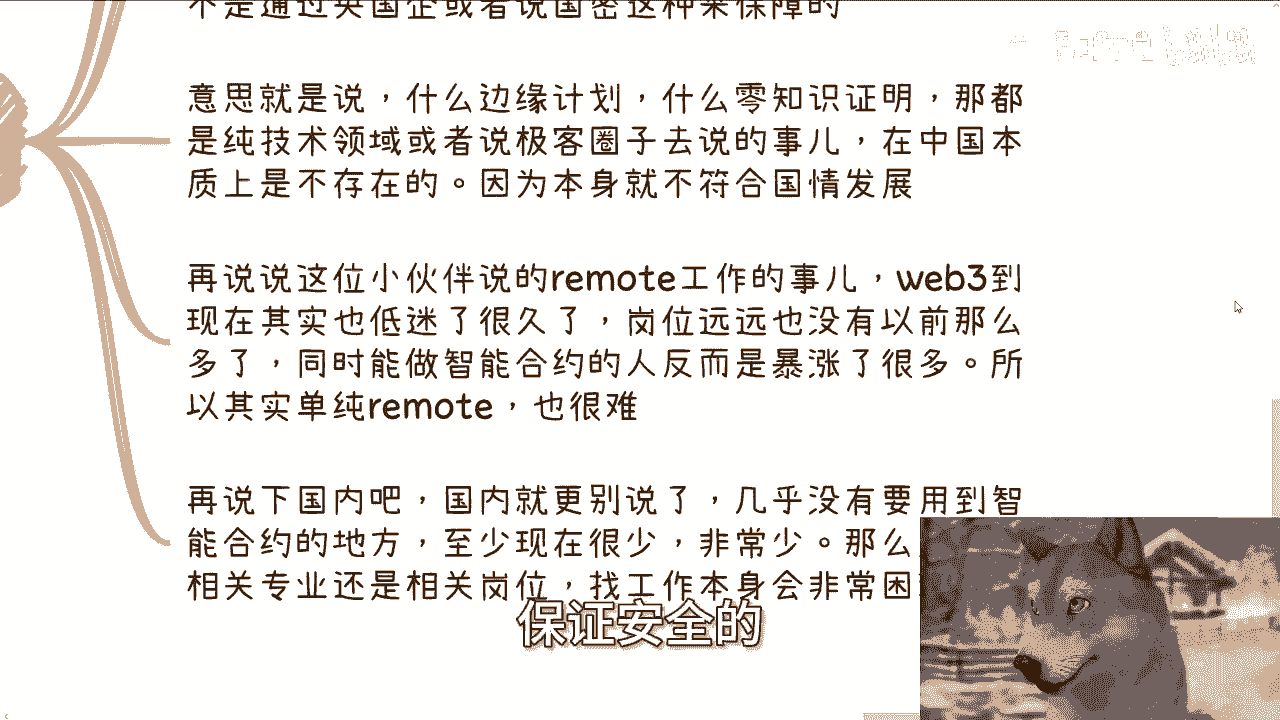 不是通过央国企或者说国密这种来保障的
意思就是说，什么边缘计划，什么零知识证明，那都
是纯技术领域或者说极客圈子去说的事儿，在中国本
质上是不存在的。因为本身就不符合国情发展
再说说这位小伙伴说的remote工作的事儿，web3到
现在其实也低迷了很久了，岗位远远也没有以前那么
多了，同时能做智能合约的人反而是暴涨了很多。所
以其实单纯remote，也很难
再说下国内吧，国内就更别说了，几乎没有要用到智
能合约的地方，至少现在很少，非常少。那么
相关专业还是相关岗位，找工作本身会非常困
保证安全的